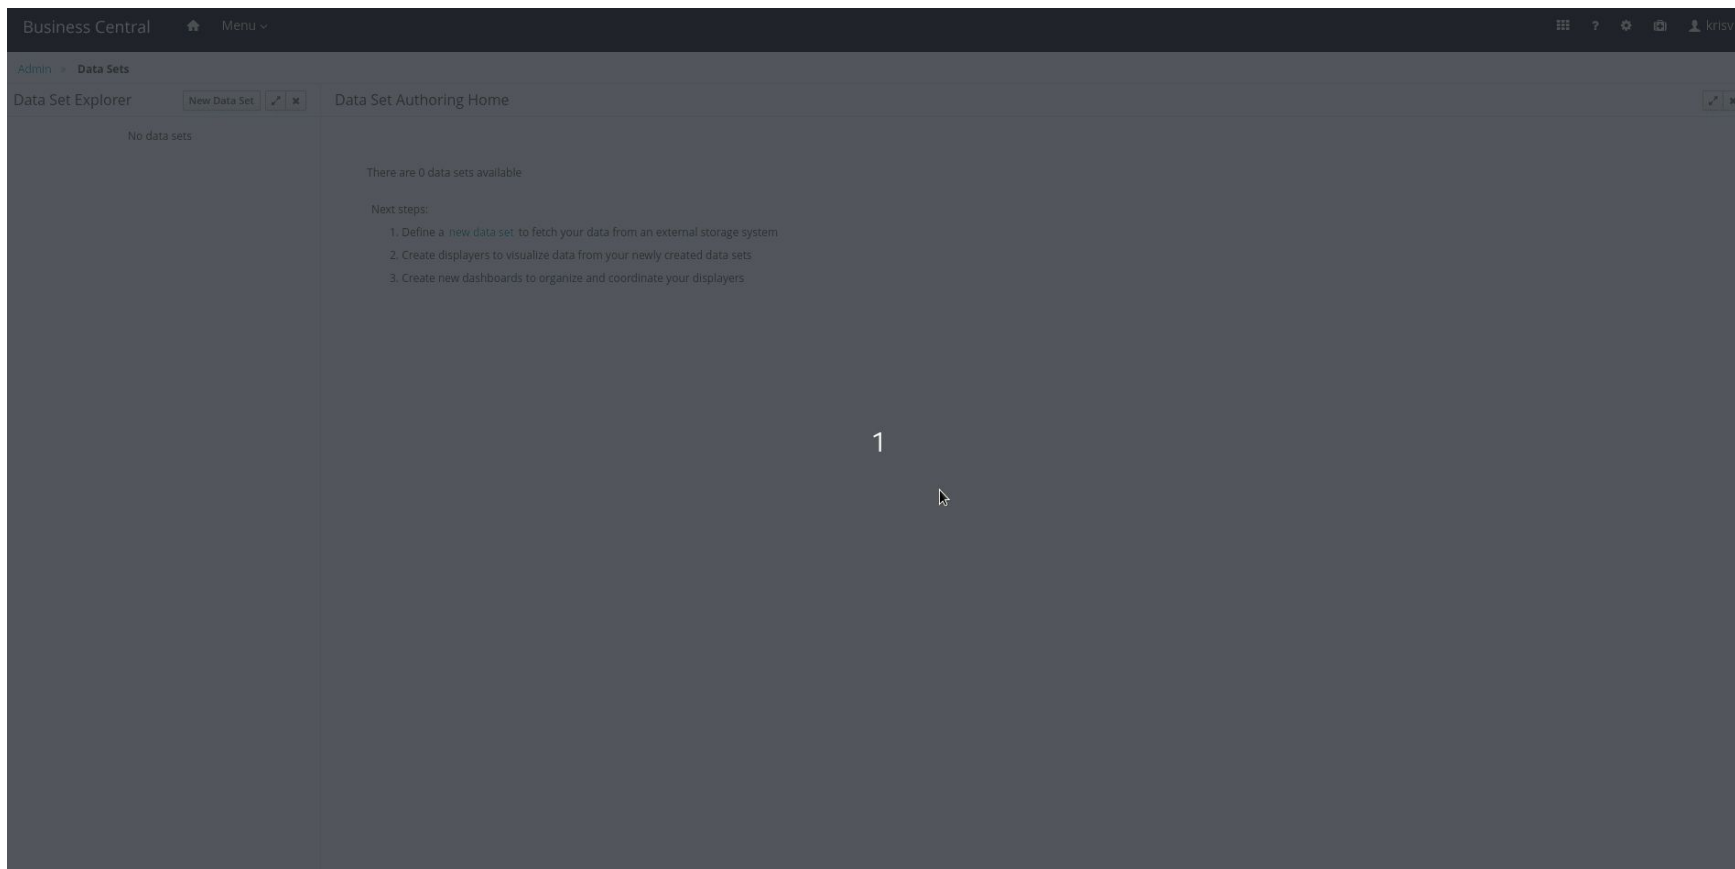 Business Central Menu ? krisv
Admin » Data Sets
Data Set Explorer New Data Set Data Set Authoring Home
No data sets
There are 0 data sets available
Next steps:
1. Define a new data set to fetch your data from an external storage system
2. Create displayers to visualize data from your newly created data sets
3. Create new dashboards to organize and coordinate your displayers
1